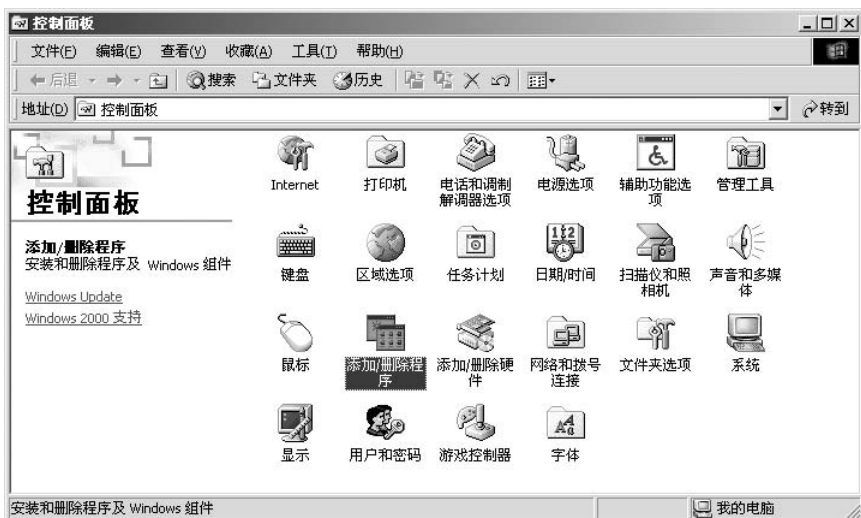 控制面板
文件(F) 编辑(E) 查看(V) 收藏(A) 工具(T) 帮助(H)
后退 搜索 文件夹 历史
地址(D) 控制面板 转到
控制面板
添加/删除程序
安装和删除程序及 Windows 组件
Windows Update
Windows 2000 支持
Internet
打印机
电话和调制
解调器选项
电源选项
辅助功能选
项
管理工具
键盘
区域选项
任务计划
日期/时间
扫描仪和照
相机
声音和多媒
体
鼠标
添加/删除程
序
添加/删除硬
件
网络和拨号
连接
文件夹选项
系统
显示
用户和密码
游戏控制器
字体
安装和删除程序及 Windows 组件 我的电脑